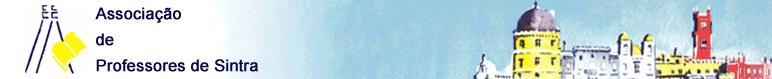 Associação
de
Professores de Sintra